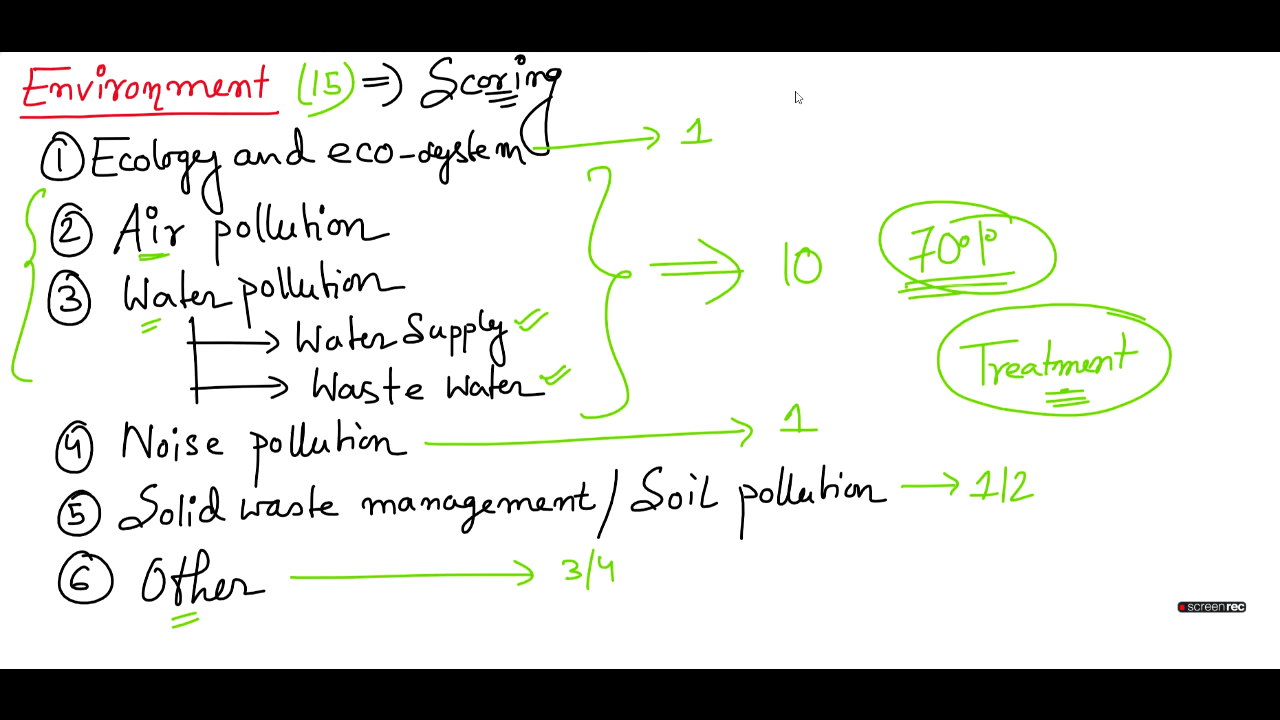 Environment (15) => Scoring
① Ecology and eco-system → 1
② Air pollution
③ Water pollution => 10 70%
Water Supply
Waste water
Treatment
④ Noise pollution → 1
⑤ Solid waste management / Soil pollution → 1/2
⑥ Other → 3/4
screenrec